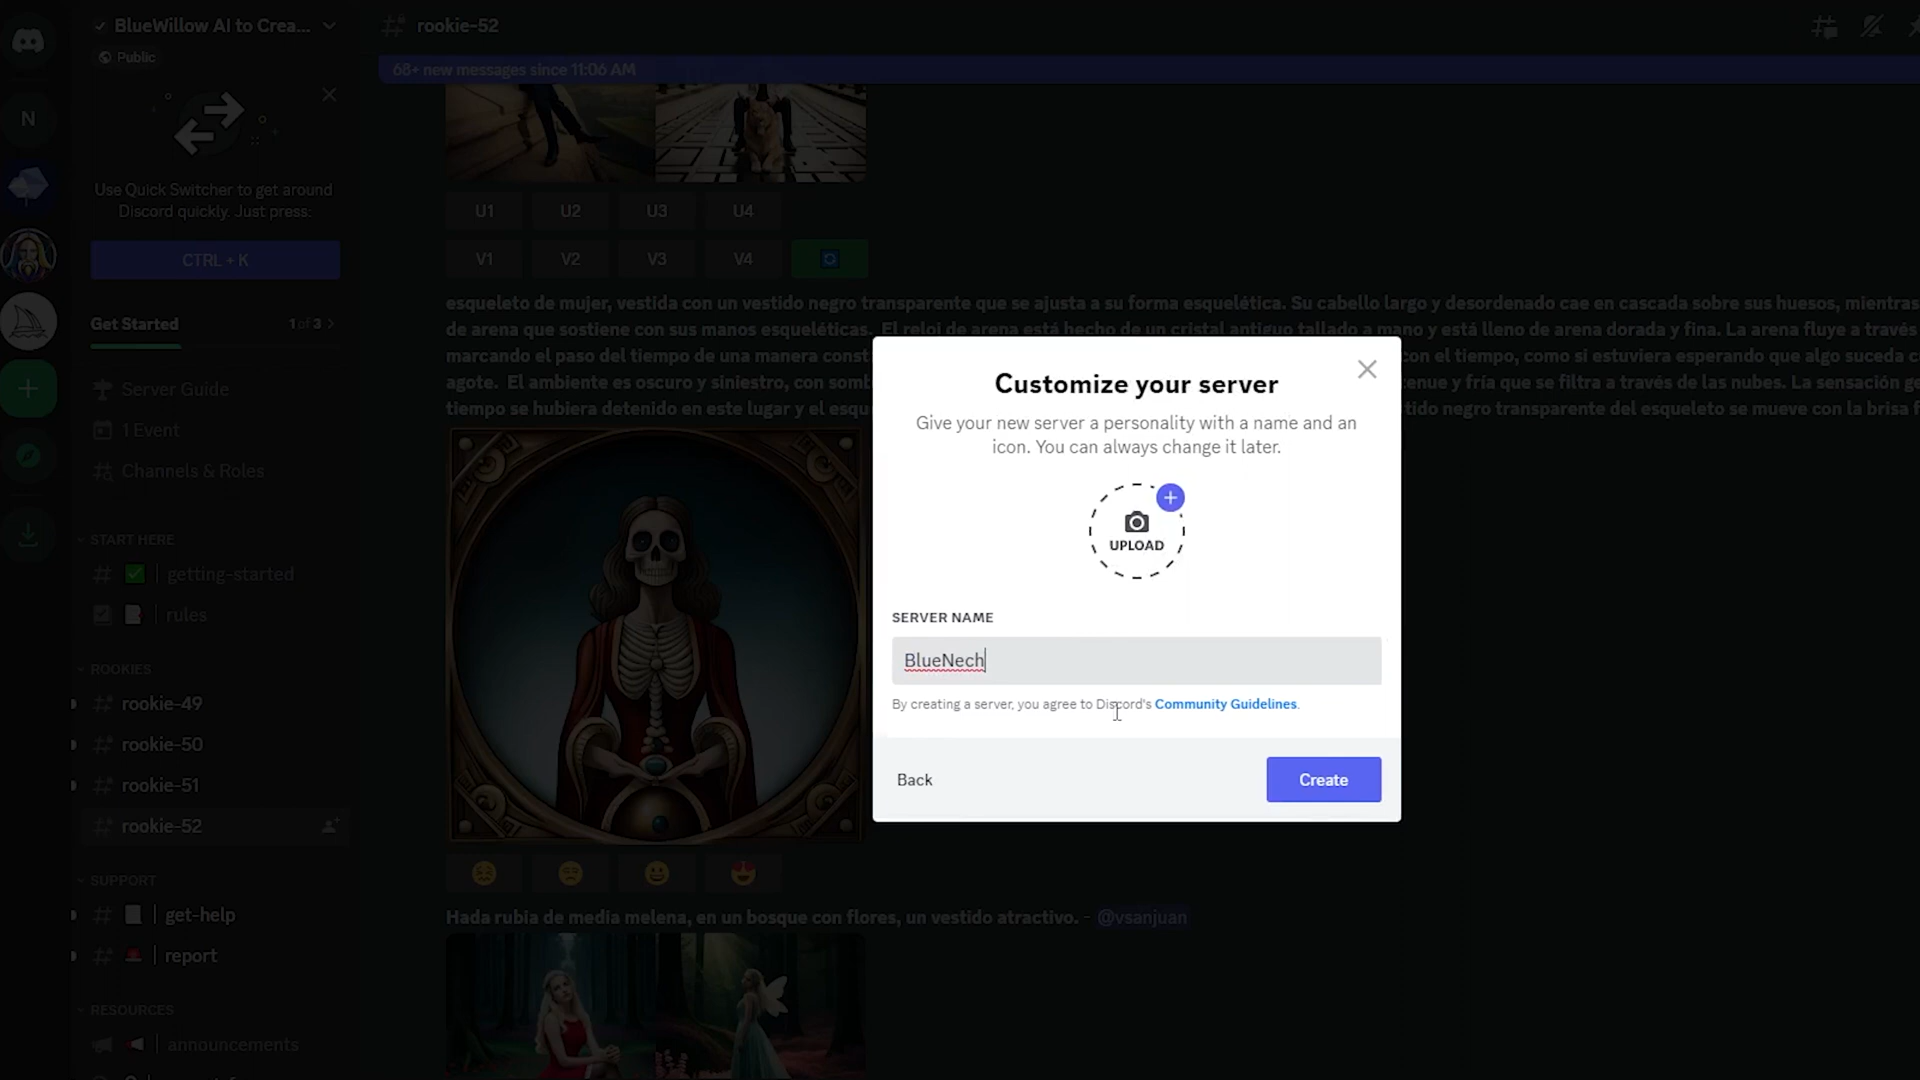 BlueWillow AI to Crea...
Public
Use Quick Switcher to get around
Discord quickly. Just press:
CTRL + K
Get Started
1 of 3
Server Guide
1 Event
Channels & Roles
START HERE
getting-started
rules
ROOKIES
rookie-49
rookie-50
rookie-51
rookie-52
SUPPORT
get-help
report
RESOURCES
announcements
N
rookie-52
68+ new messages since 11:06 AM
U1 U2 U3 U4
V1 V2 V3 V4
esqueleto de mujer, vestida con un vestido negro transparente que se ajusta a su forma esquelética. Su cabello largo y desordenado cae en cascada sobre sus huesos, mientras
de arena que sostiene con sus manos esqueléticas. El reloj de arena está hecho de un cristal antiguo tallado a mano y está lleno de arena dorada y fina. La arena fluye a través
marcando el paso del tiempo de una manera const con el tiempo, como si estuviera esperando que algo suceda
agote. El ambiente es oscuro y siniestro, con somb tenue y fría que se filtra a través de las nubes. La sensación
tiempo se hubiera detenido en este lugar y el esqu tido negro transparente del esqueleto se mueve con la brisa
Hada rubia de media melena, en un bosque con flores, un vestido atractivo. - @vsanjuan
Customize your server
Give your new server a personality with a name and an
icon. You can always change it later.
UPLOAD
SERVER NAME
BlueNech
By creating a server, you agree to Discord's Community Guidelines.
Back
Create